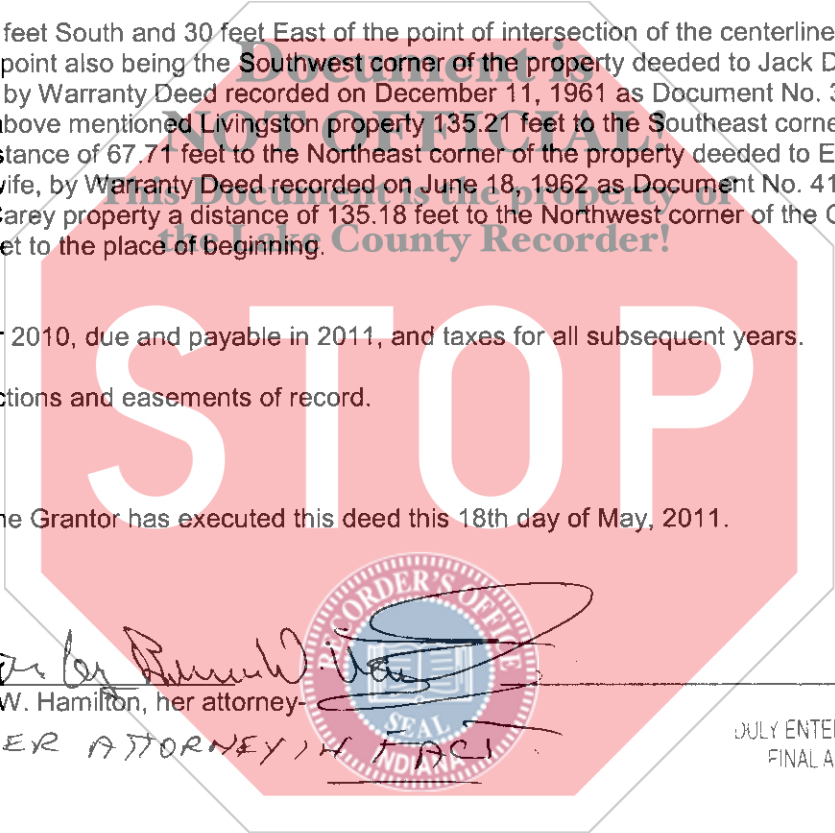 feet South and 30 feet East of the point of intersection of the centerline
point also being the Southwest corner of the property deeded to Jack D
by Warranty Deed recorded on December 11, 1961 as Document No. 3
above mentioned Livingston property 135.21 feet to the Southeast corne
stance of 67.71 feet to the Northeast corner of the property deeded to E
wife, by Warranty Deed recorded on June 18, 1962 as Document No. 41
Carey property a distance of 135.18 feet to the Northwest corner of the C
et to the place of beginning.
Document is
NOT OFFICIAL!
This Document is the property of
the Lake County Recorder!
r 2010, due and payable in 2011, and taxes for all subsequent years.
STOP
ctions and easements of record.
he Grantor has executed this deed this 18th day of May, 2011.
RECORDER'S OFFICE
SEAL
INDIANA
by
W. Hamilton, her attorney-
ER ATTORNEY IN FACT
DULY ENTE
FINAL A